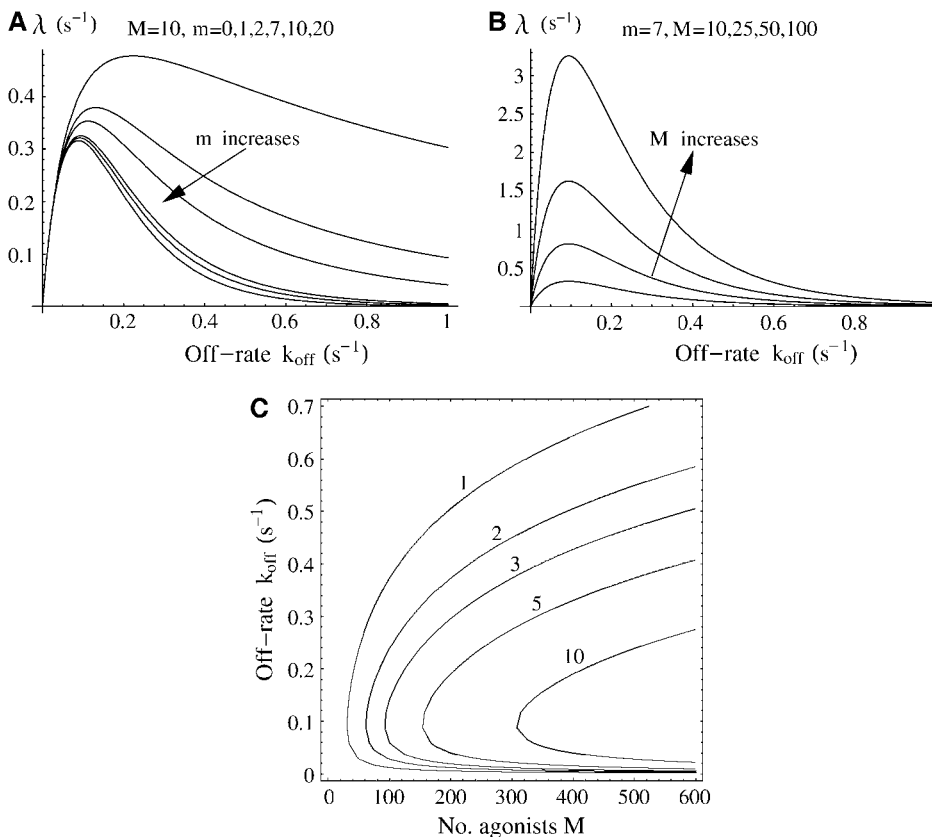 A λ (s⁻¹) M=10, m=0,1,2,7,10,20
0.4
0.3
0.2
0.1
m increases
0.2 0.4 0.6 0.8 1
Off−rate k_off (s⁻¹)
B λ (s⁻¹) m=7, M=10,25,50,100
3
2.5
2
1.5
1
0.5
M increases
0.2 0.4 0.6 0.8
Off−rate k_off (s⁻¹)
C
0.7
0.6
0.5
0.4
0.3
0.2
0.1
0
Off−rate k_off (s⁻¹)
1
2
3
5
10
0 100 200 300 400 500 600
No. agonists M